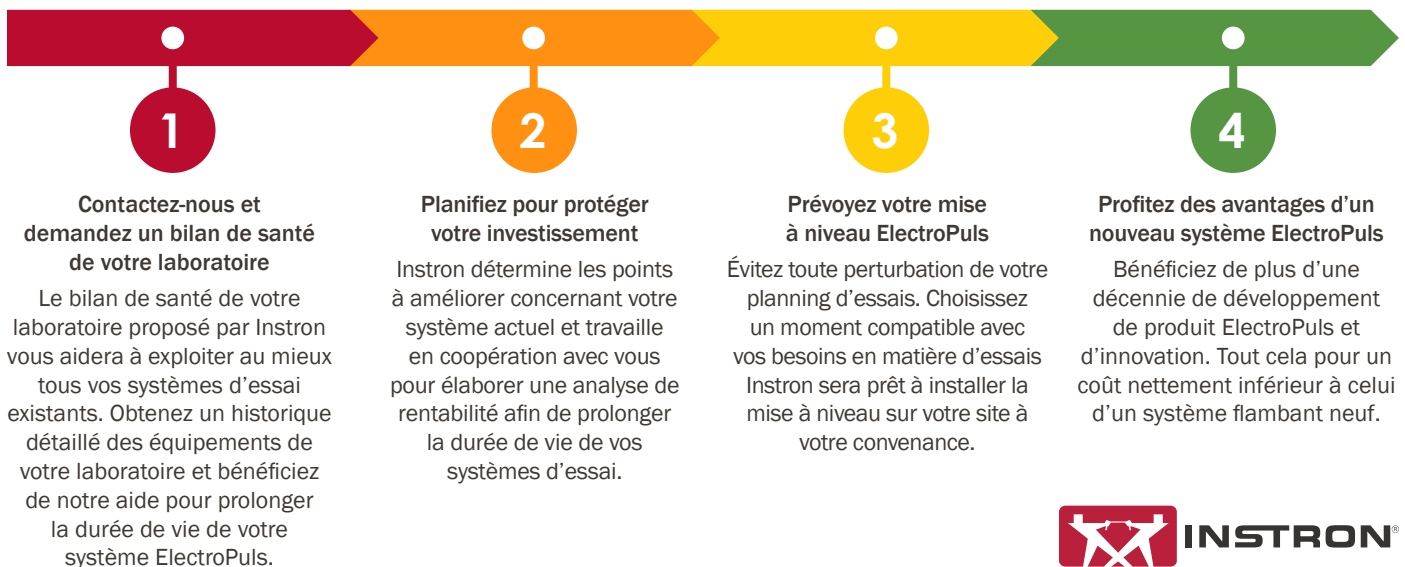 1
Contactez-nous et
demandez un bilan de santé
de votre laboratoire
Le bilan de santé de votre
laboratoire proposé par Instron
vous aidera à exploiter au mieux
tous vos systèmes d’essai
existants. Obtenez un historique
détaillé des équipements de
votre laboratoire et bénéficiez
de notre aide pour prolonger
la durée de vie de votre
système ElectroPuls.
2
Planifiez pour protéger
votre investissement
Instron détermine les points
à améliorer concernant votre
système actuel et travaille
en coopération avec vous
pour élaborer une analyse de
rentabilité afin de prolonger
la durée de vie de vos
systèmes d’essai.
3
Prévoyez votre mise
à niveau ElectroPuls
Évitez toute perturbation de votre
planning d’essais. Choisissez
un moment compatible avec
vos besoins en matière d’essais
Instron sera prêt à installer la
mise à niveau sur votre site à
votre convenance.
4
Profitez des avantages d’un
nouveau système ElectroPuls
Bénéficiez de plus d’une
décennie de développement
de produit ElectroPuls et
d’innovation. Tout cela pour un
coût nettement inférieur à celui
d’un système flambant neuf.
INSTRON®